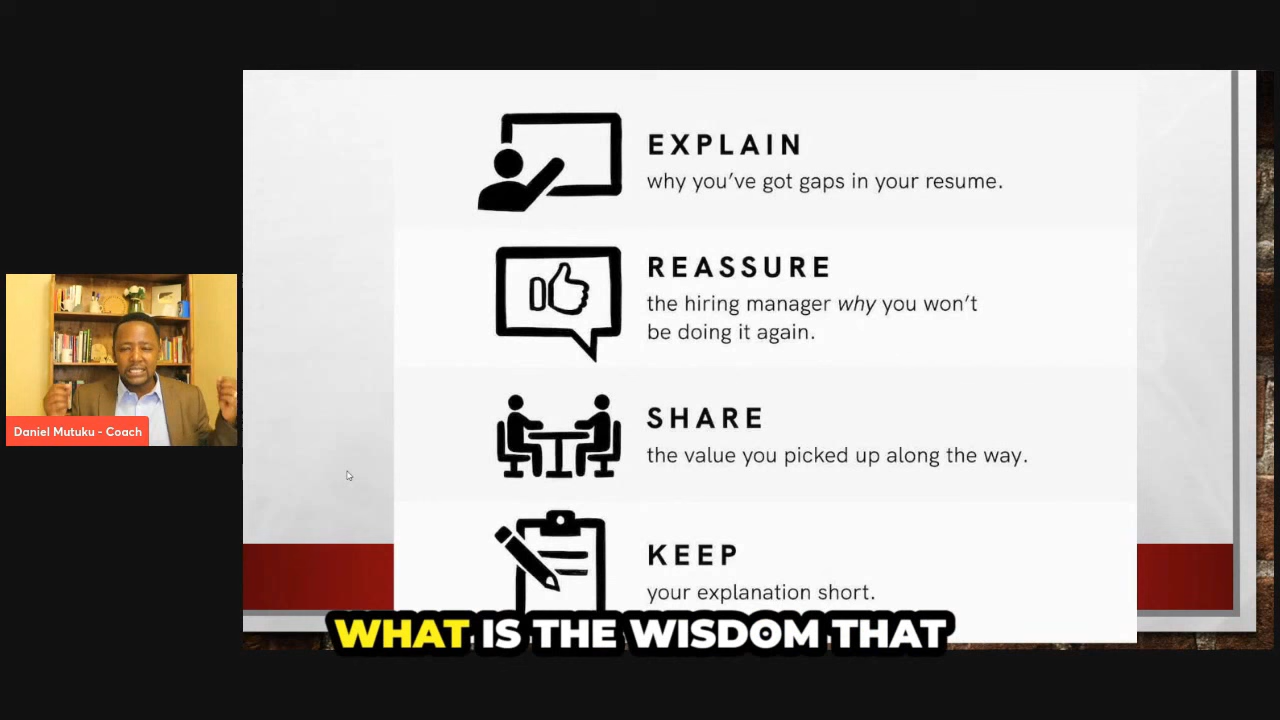 EXPLAIN
why you've got gaps in your resume.
REASSURE
the hiring manager why you won't
be doing it again.
SHARE
the value you picked up along the way.
KEEP
your explanation short.
Daniel Mutuku - Coach
WHAT IS THE WISDOM THAT